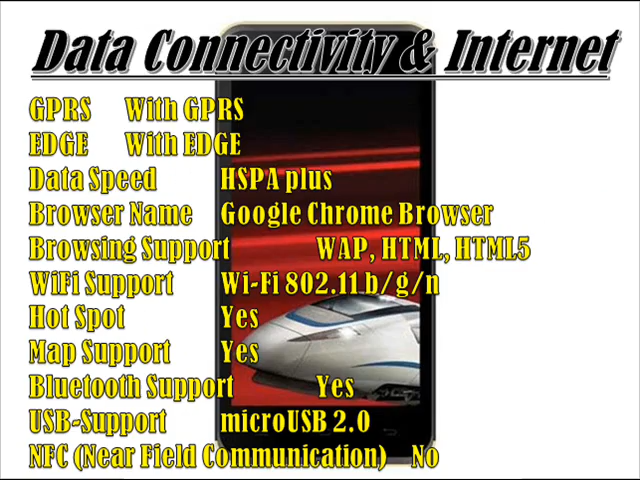 Data Connectivity & Internet
GPRS With GPRS
EDGE With EDGE
Data Speed HSPA plus
Browser Name Google Chrome Browser
Browsing Support WAP, HTML, HTML5
WiFi Support Wi-Fi 802.11 b/g/n
Hot Spot Yes
Map Support Yes
Bluetooth Support Yes
USB-Support microUSB 2.0
NFC (Near Field Communication) No